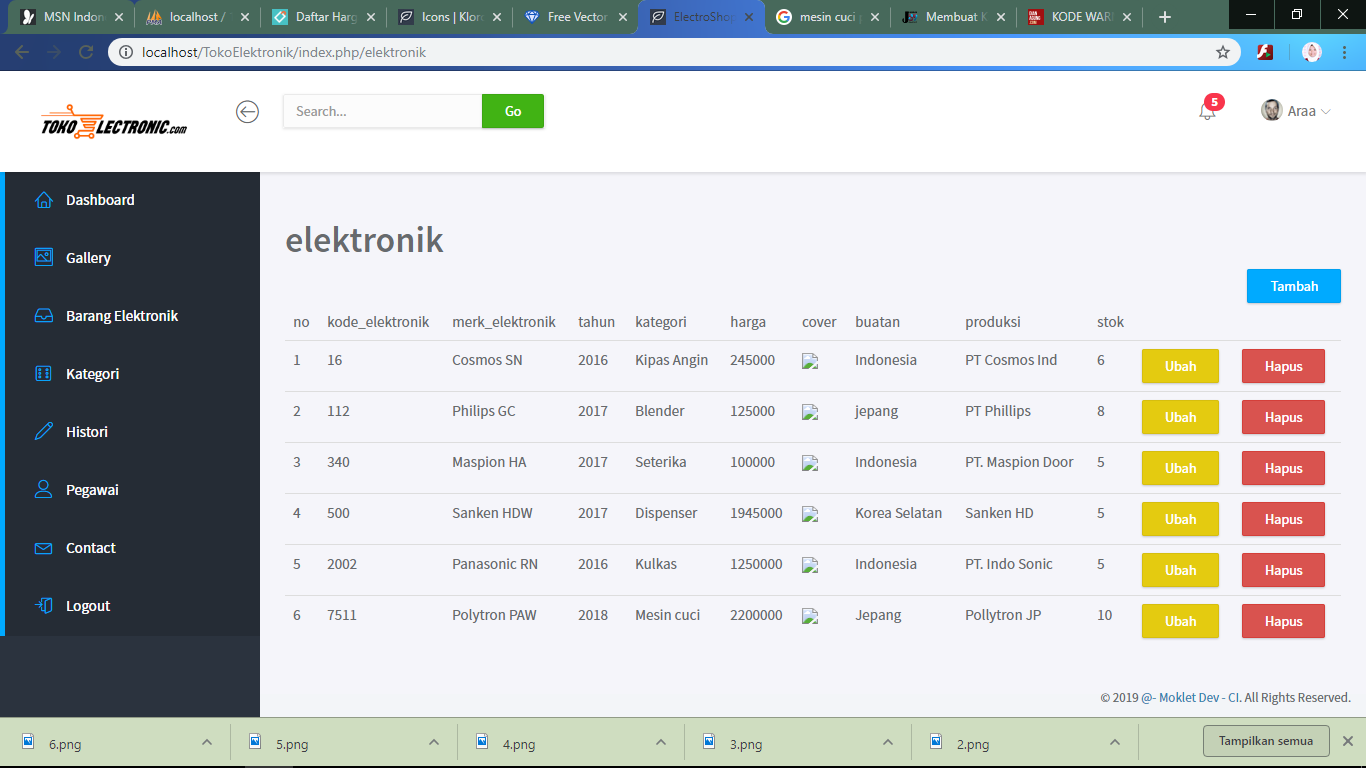 MSN Indon
localhost /
Daftar Harg
Icons | Klor
Free Vector
ElectroShop
mesin cuci p
Membuat K
KODE WAR
localhost/TokoElektronik/index.php/elektronik
TOKO ELECTRONIC.com
Search...
Go
5
Araa
Dashboard
Gallery
Barang Elektronik
Kategori
Histori
Pegawai
Contact
Logout
elektronik
Tambah
no kode_elektronik merk_elektronik tahun kategori harga cover buatan produksi stok
1 16 Cosmos SN 2016 Kipas Angin 245000 Indonesia PT Cosmos Ind 6 Ubah Hapus
2 112 Philips GC 2017 Blender 125000 jepang PT Phillips 8 Ubah Hapus
3 340 Maspion HA 2017 Seterika 100000 Indonesia PT. Maspion Door 5 Ubah Hapus
4 500 Sanken HDW 2017 Dispenser 1945000 Korea Selatan Sanken HD 5 Ubah Hapus
5 2002 Panasonic RN 2016 Kulkas 1250000 Indonesia PT. Indo Sonic 5 Ubah Hapus
6 7511 Polytron PAW 2018 Mesin cuci 2200000 Jepang Pollytron JP 10 Ubah Hapus
© 2019 @- Moklet Dev - CI. All Rights Reserved.
6.png
5.png
4.png
3.png
2.png
Tampilkan semua